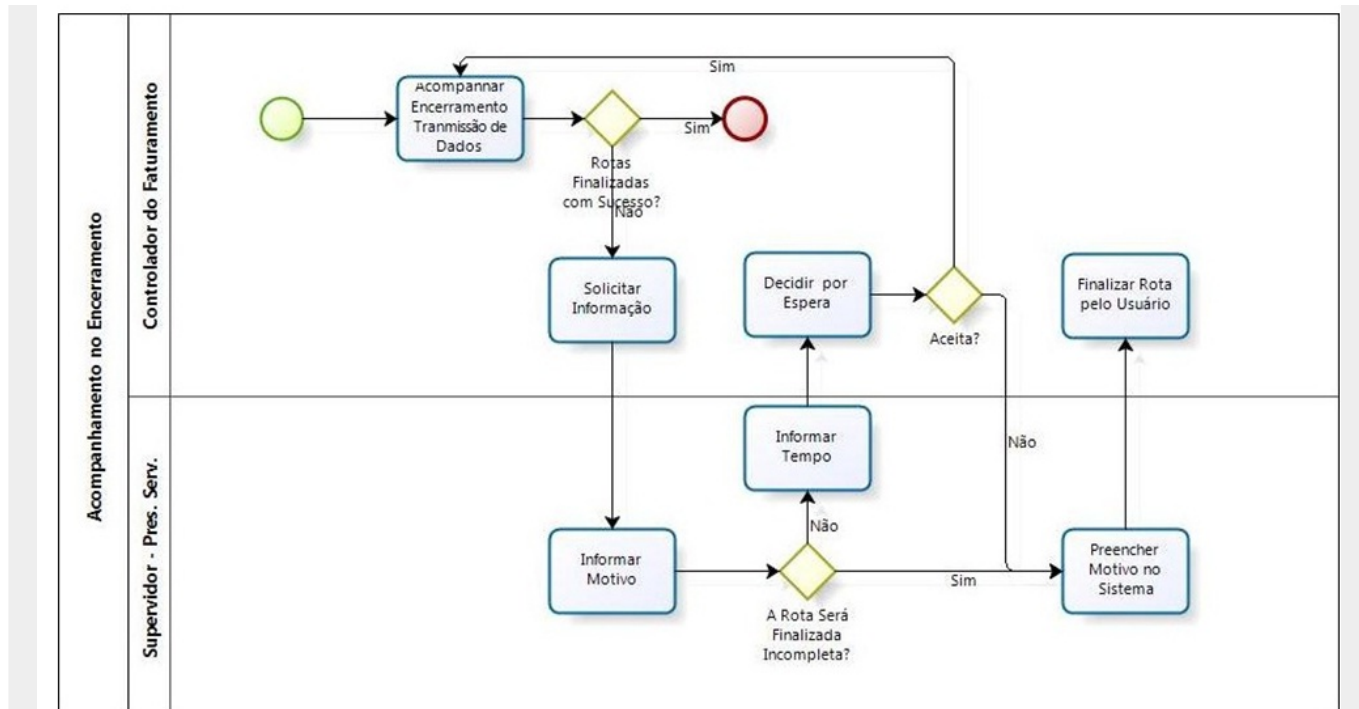 Acompanhamento no Encerramento
Controlador do Faturamento
Supervisor - Pres. Serv.
Acompanhar
Encerramento
Tranmissão de
Dados
Rotas
Finalizadas
com Sucesso?
Sim
Não
Sim
Solicitar
Informação
Decidir por
Espera
Aceita?
Finalizar Rota
pelo Usuário
Informar
Tempo
Não
Informar
Motivo
Não
A Rota Será
Finalizada
Incompleta?
Sim
Preencher
Motivo no
Sistema